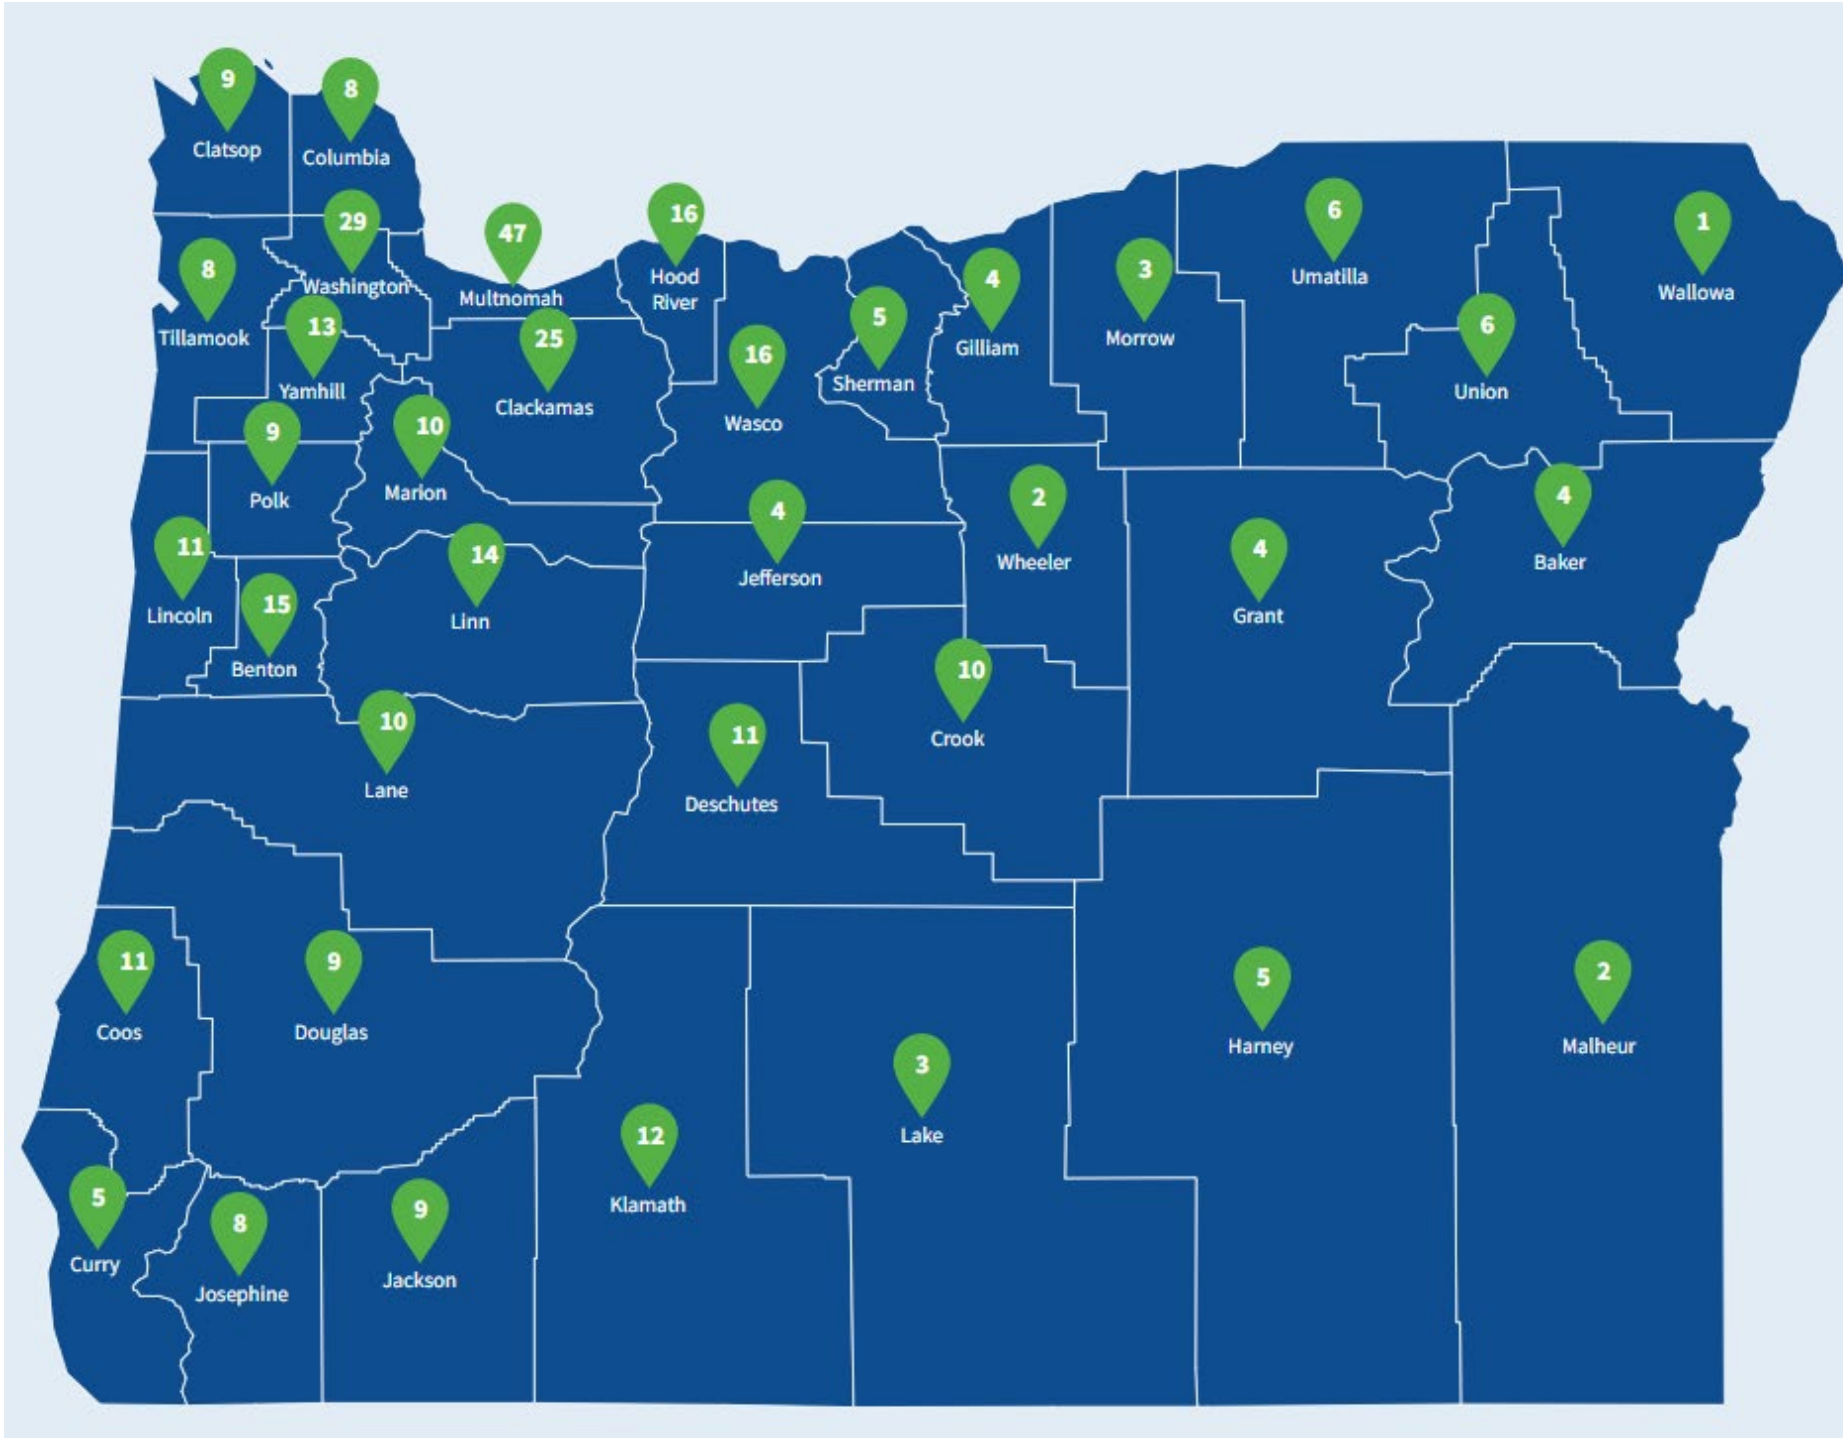 9
Clatsop
8
Columbia
29
Washington
47
Multnomah
16
Hood
River
8
Tillamook
13
Yamhill
25
Clackamas
16
Wasco
5
Sherman
4
Gilliam
3
Morrow
6
Umatilla
6
Union
1
Wallowa
9
Polk
10
Marion
11
Lincoln
15
Benton
14
Linn
4
Jefferson
2
Wheeler
4
Grant
4
Baker
10
Lane
11
Deschutes
10
Crook
11
Coos
9
Douglas
12
Klamath
3
Lake
5
Harney
2
Malheur
5
Curry
8
Josephine
9
Jackson